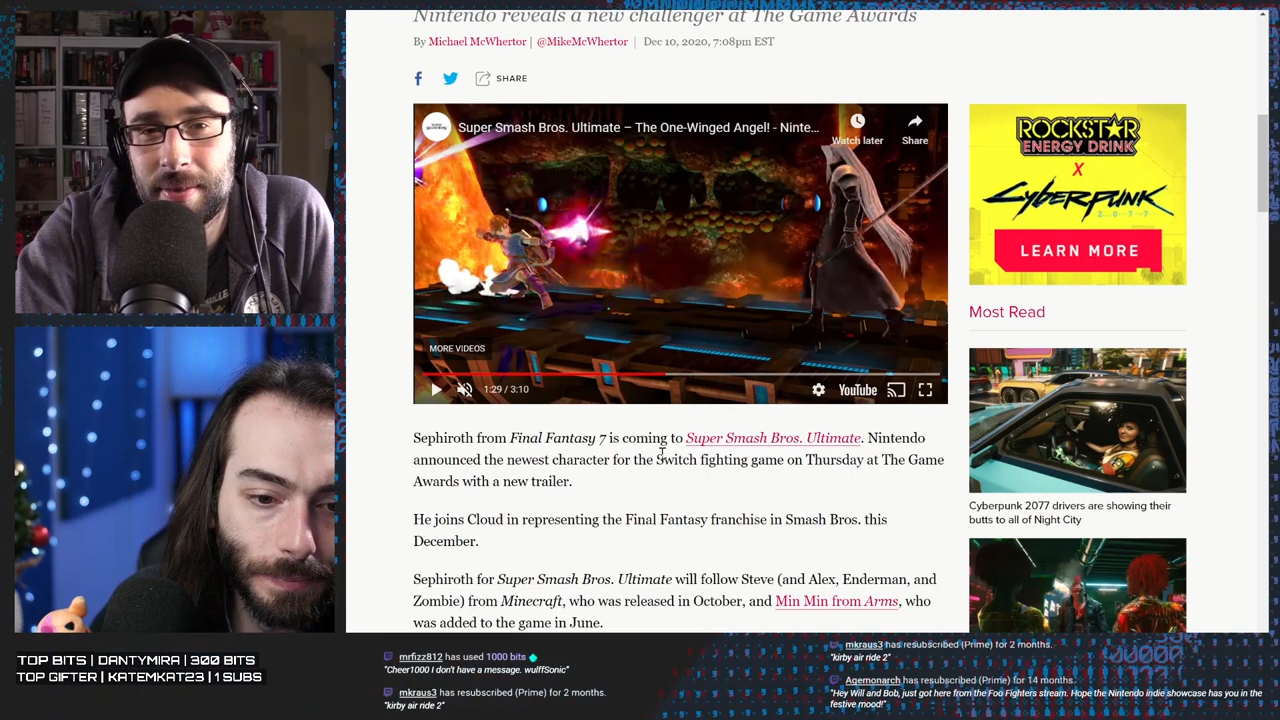 Nintendo reveals a new challenger at The Game Awards
By Michael McWhertor | @MikeMcWhertor | Dec 10, 2020, 7:08pm EST
SHARE
Super Smash Bros. Ultimate – The One-Winged Angel! - Ninte...
Watch later
Share
MORE VIDEOS
1:29 / 3:10
YouTube
Sephiroth from Final Fantasy 7 is coming to Super Smash Bros. Ultimate. Nintendo
announced the newest character for the Switch fighting game on Thursday at The Game
Awards with a new trailer.
He joins Cloud in representing the Final Fantasy franchise in Smash Bros. this
December.
Sephiroth for Super Smash Bros. Ultimate will follow Steve (and Alex, Enderman, and
Zombie) from Minecraft, who was released in October, and Min Min from Arms, who
was added to the game in June.
ROCKSTAR
ENERGY DRINK
X
CYBERPUNK
2077
LEARN MORE
Most Read
Cyberpunk 2077 drivers are showing their
butts to all of Night City
TOP BITS | DANTYMIRA | 300 BITS
TOP GIFTER | KATEMKAT23 | 1 SUBS
mrfizz812 has used 1000 bits
"Cheer1000 I don't have a message. wulffSonic"
mkraus3 has resubscribed (Prime) for 2 months.
"kirby air ride 2"
mkraus3 has resubscribed (Prime) for 2 months.
"kirby air ride 2"
Aqemonarch has resubscribed (Prime) for 14 months.
"Hey Will and Bob, just got here from the Foo Fighters stream. Hope the Nintendo indie showcase has you in the
festive mood!"